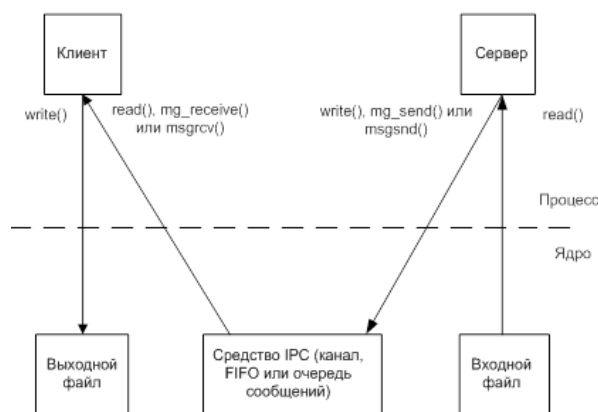 Клиент
Сервер
write()
read(), mg_receive()
или msgrcv()
write(), mg_send() или
msgsnd()
read()
Процесс
Ядро
Выходной
файл
Средство IPC (канал,
FIFO или очередь
сообщений)
Входной
файл